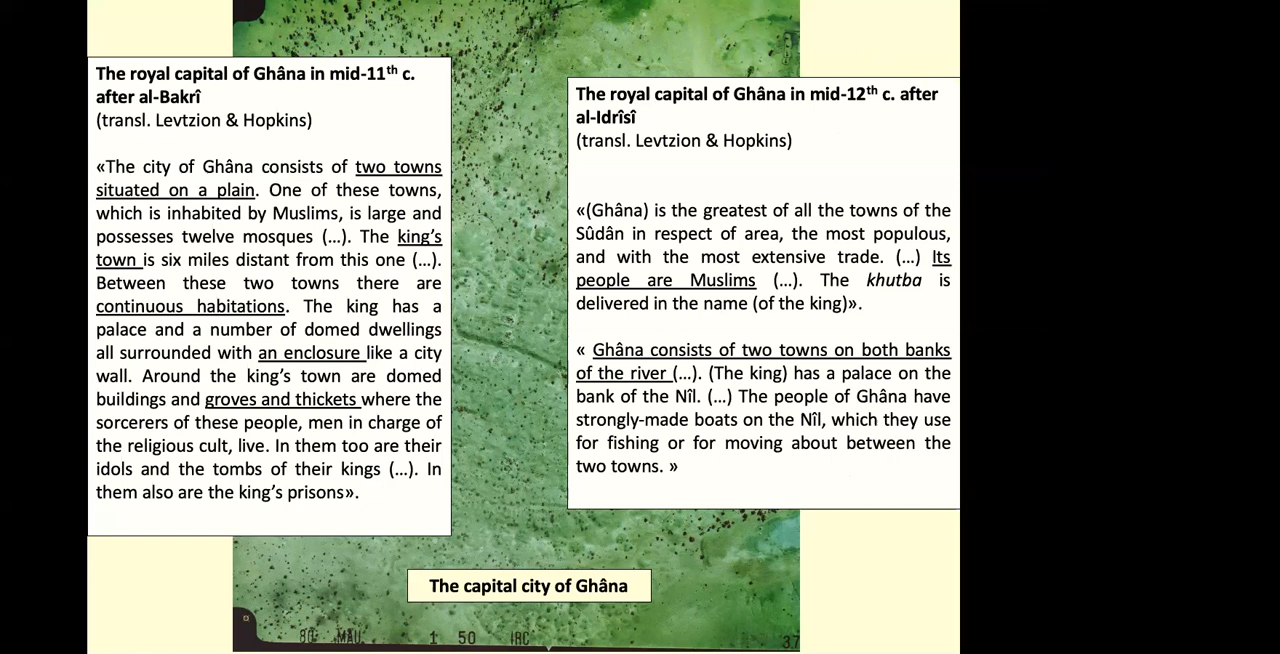 The royal capital of Ghâna in mid-11th c.
after al-Bakrî
(transl. Levtzion & Hopkins)
«The city of Ghâna consists of two towns
situated on a plain. One of these towns,
which is inhabited by Muslims, is large and
possesses twelve mosques (...). The king's
town is six miles distant from this one (...).
Between these two towns there are
continuous habitations. The king has a
palace and a number of domed dwellings
all surrounded with an enclosure like a city
wall. Around the king's town are domed
buildings and groves and thickets where the
sorcerers of these people, men in charge of
the religious cult, live. In them too are their
idols and the tombs of their kings (...). In
them also are the king's prisons».
The royal capital of Ghâna in mid-12th c. after
al-Idrîsî
(transl. Levtzion & Hopkins)
«(Ghâna) is the greatest of all the towns of the
Sûdân in respect of area, the most populous,
and with the most extensive trade. (...) Its
people are Muslims (...). The khutba is
delivered in the name (of the king)».
« Ghâna consists of two towns on both banks
of the river (...). (The king) has a palace on the
bank of the Nîl. (...) The people of Ghâna have
strongly-made boats on the Nîl, which they use
for fishing or for moving about between the
two towns. »
The capital city of Ghâna
80 MAU 1 50 IRC 37